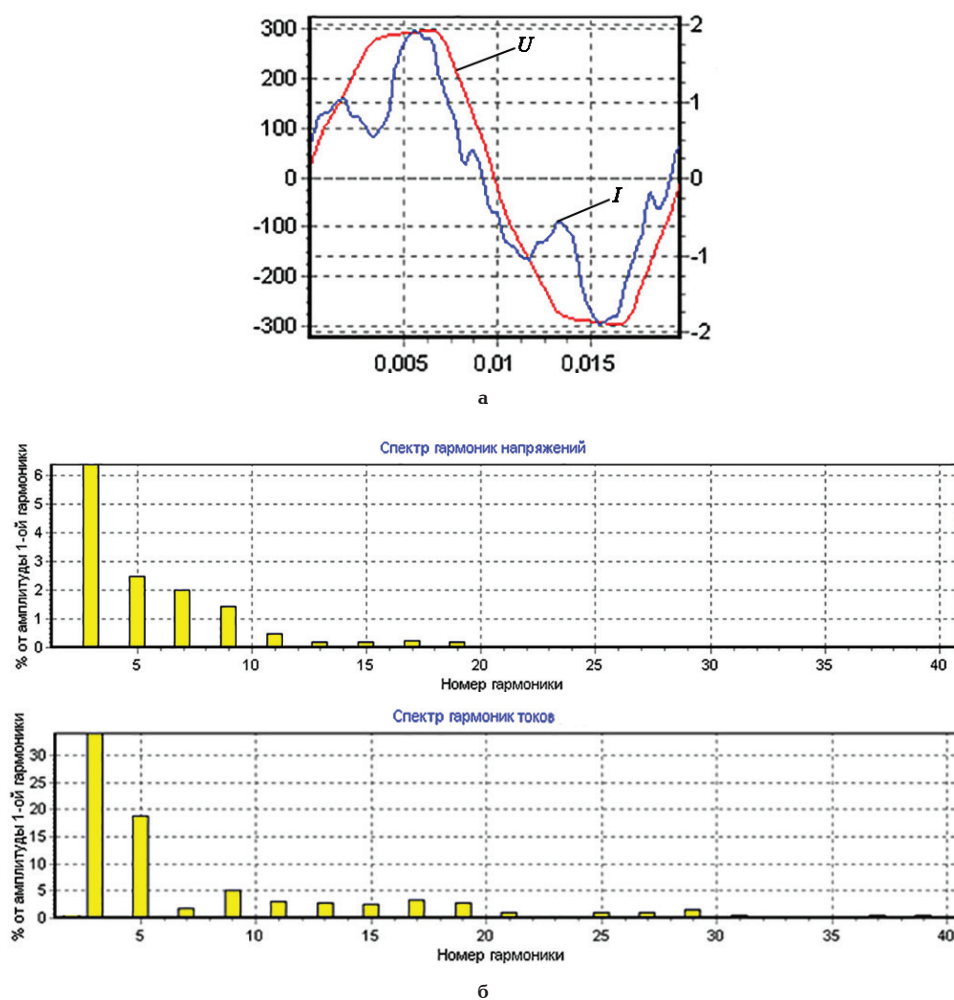 300
200
100
0
-100
-200
-300
2
1
0
-1
-2
U
I
0,005 0,01 0,015
а
Спектр гармоник напряжений
% от амплитуды 1-ой гармоники
6
5
4
3
2
1
0
5 10 15 20 25 30 35 40
Номер гармоники
Спектр гармоник токов
% от амплитуды 1-ой гармоники
30
25
20
15
10
5
0
5 10 15 20 25 30 35 40
Номер гармоники
б